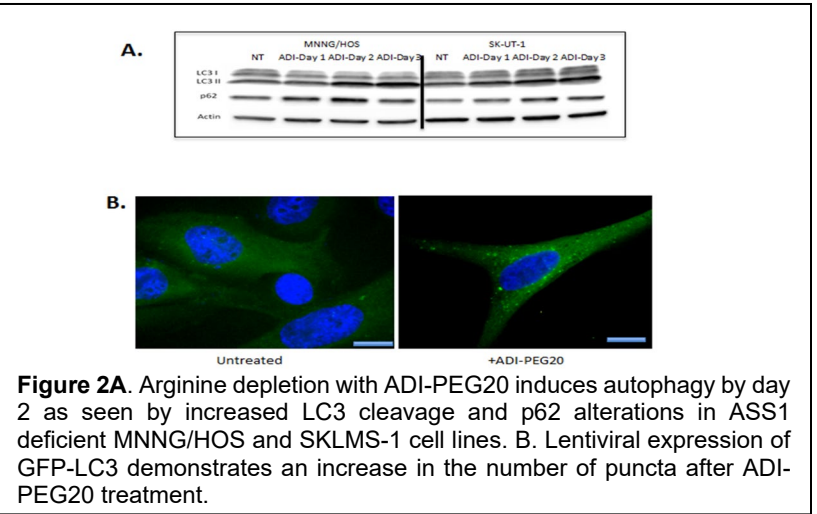 A.
MNNG/HOS SK-UT-1
NT ADI-Day 1 ADI-Day 2 ADI-Day3 NT ADI-Day 1 ADI-Day 2 ADI-Day3
LC3 I
LC3 II
p62
Actin
B.
Untreated +ADI-PEG20
Figure 2A. Arginine depletion with ADI-PEG20 induces autophagy by day
2 as seen by increased LC3 cleavage and p62 alterations in ASS1
deficient MNNG/HOS and SKLMS-1 cell lines. B. Lentiviral expression of
GFP-LC3 demonstrates an increase in the number of puncta after ADI-
PEG20 treatment.